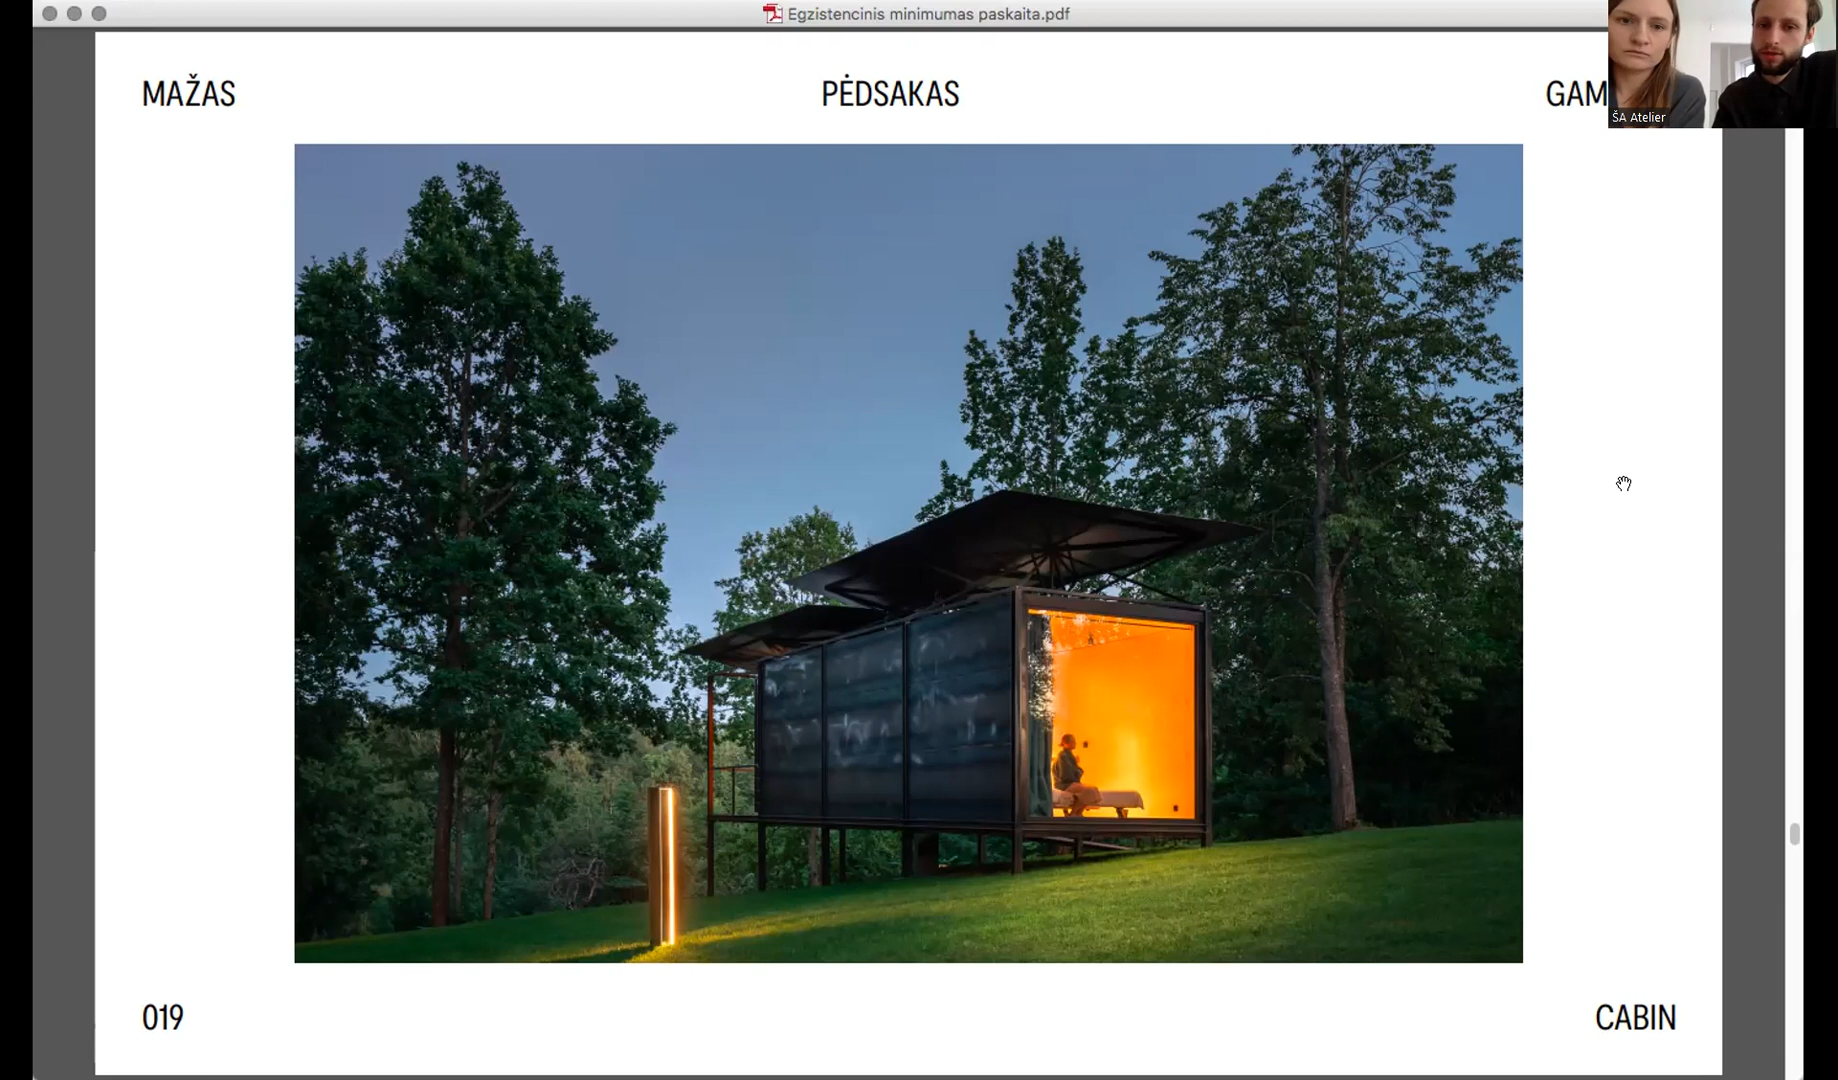 Egzistencinis minimumas paskaita.pdf
MAŽAS PĖDSAKAS GAM
ŠA Atelier
019 CABIN